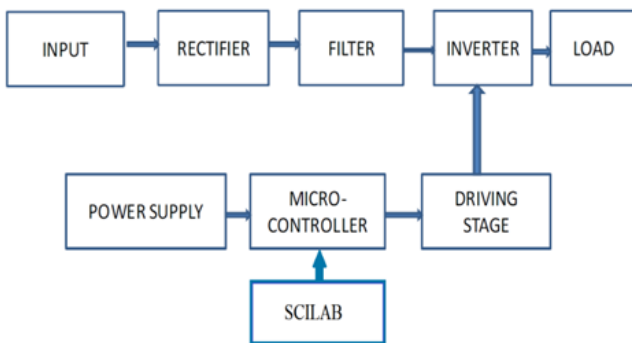 INPUT
RECTIFIER
FILTER
INVERTER
LOAD
POWER SUPPLY
MICRO-
CONTROLLER
DRIVING
STAGE
SCILAB